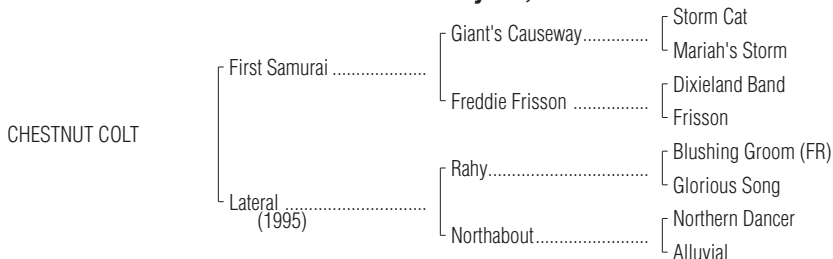 Storm Cat
Giant's Causeway..............
Mariah's Storm
First Samurai ....................
Dixieland Band
Freddie Frisson ................
Frisson
CHESTNUT COLT
Blushing Groom (FR)
Rahy..................................
Glorious Song
Lateral ..............................
(1995)
Northern Dancer
Northabout........................
Alluvial